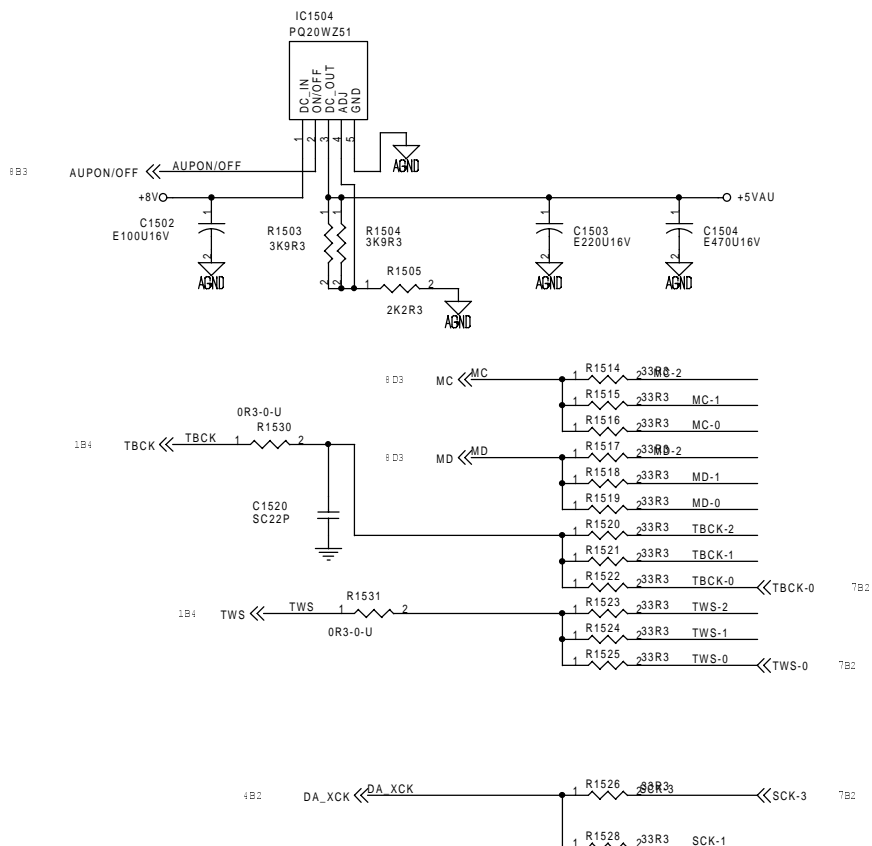 IC1504
PQ20WZ51
DC_IN
ON/OFF
DC_OUT
ADJ
GND
1
2
3
4
5
AGND
8B3 AUPON/OFF AUPON/OFF
+8V +5VAU
1
C1502
E100U16V
2
AGND
1 1
R1503
3K9R3
R1504
3K9R3
2 2
1
C1503
E220U16V
2
AGND
1
C1504
E470U16V
2
AGND
R1505
1 2
2K2R3
AGND
8D3 MC MC 1 R1514 2 33R3 MC-2
1 R1515 2 33R3 MC-1
1 R1516 2 33R3 MC-0
0R3-0-U
R1530
1B4 TBCK TBCK 1 2
8D3 MD MD 1 R1517 2 33R3 MD-2
1 R1518 2 33R3 MD-1
1 R1519 2 33R3 MD-0
C1520
SC22P
1 R1520 2 33R3 TBCK-2
1 R1521 2 33R3 TBCK-1
1 R1522 2 33R3 TBCK-0 TBCK-0 7B2
R1531
1B4 TWS TWS 1 2
0R3-0-U
1 R1523 2 33R3 TWS-2
1 R1524 2 33R3 TWS-1
1 R1525 2 33R3 TWS-0 TWS-0 7B2
4B2 DA_XCK DA_XCK 1 R1526 2 33R3 SCK-3 SCK-3 7B2
1 R1528 2 33R3 SCK-1